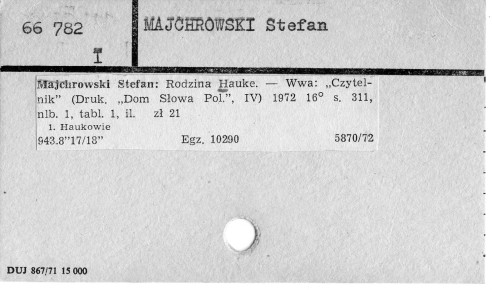 66 782
I
MAJCHROWSKI Stefan
Majchrowski Stefan: Rodzina Hauke. — Wwa: „Czytel-
nik” (Druk. „Dom Słowa Pol.”, IV) 1972 16° s. 311,
nlb. 1, tabl. 1, il. zł 21
1. Haukowie
943.8"17/18" Egz. 10290 5870/72
DUJ 867/71 15 000